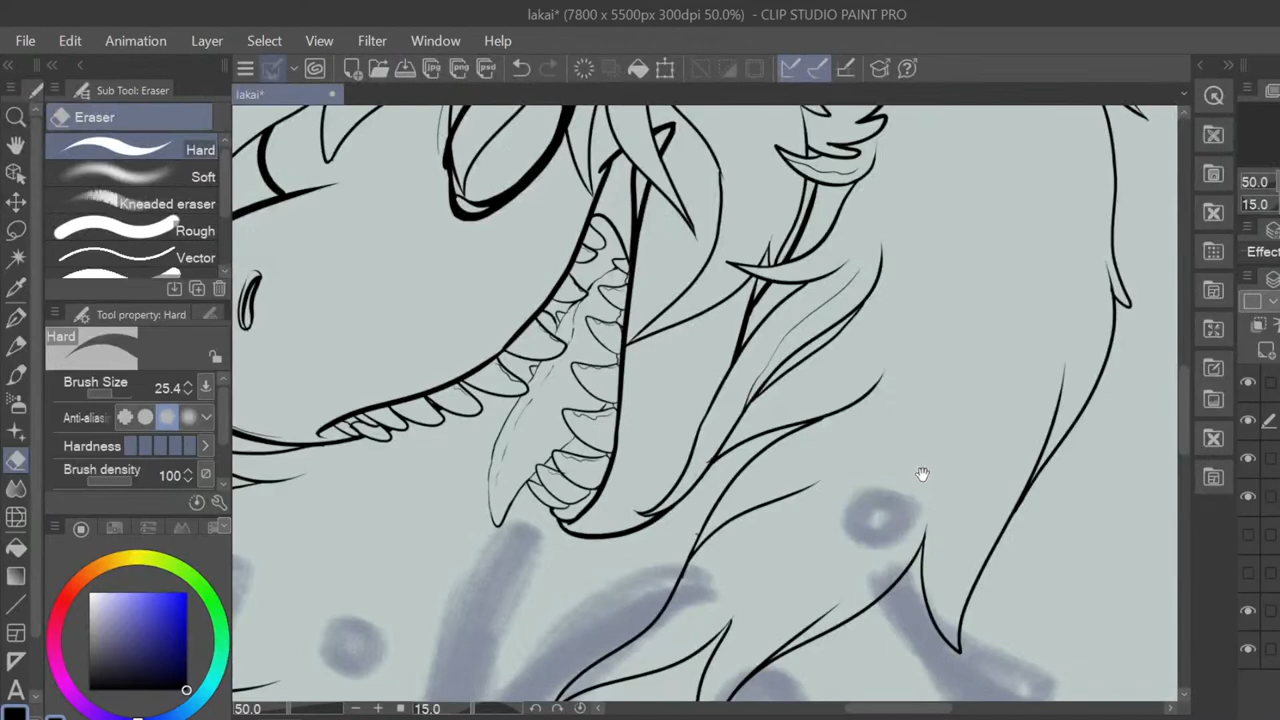 lakai* (7800 x 5500px 300dpi 50.0%) - CLIP STUDIO PAINT PRO
File Edit Animation Layer Select View Filter Window Help
Sub Tool: Eraser
lakai*
Eraser
Hard
Soft
Kneaded eraser
Rough
Vector
Tool property: Hard
Hard
Brush Size 25.4
Anti-aliasi
Hardness
Brush density 100
50.0
15.0
Effect
50.0 15.0